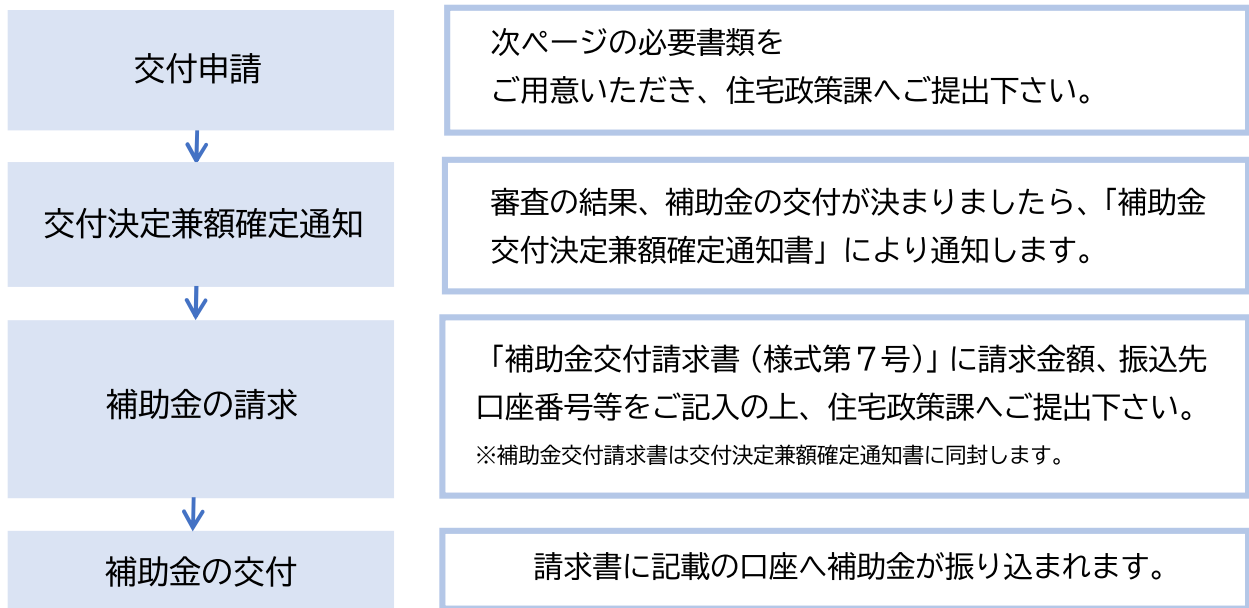 交付申請
次ページの必要書類を
ご用意いただき、住宅政策課へご提出下さい。
交付決定兼額確定通知
審査の結果、補助金の交付が決まりましたら、「補助金
交付決定兼額確定通知書」により通知します。
補助金の請求
「補助金交付請求書（様式第７号）」に請求金額、振込先
口座番号等をご記入の上、住宅政策課へご提出下さい。
※補助金交付請求書は交付決定兼額確定通知書に同封します。
補助金の交付
請求書に記載の口座へ補助金が振り込まれます。